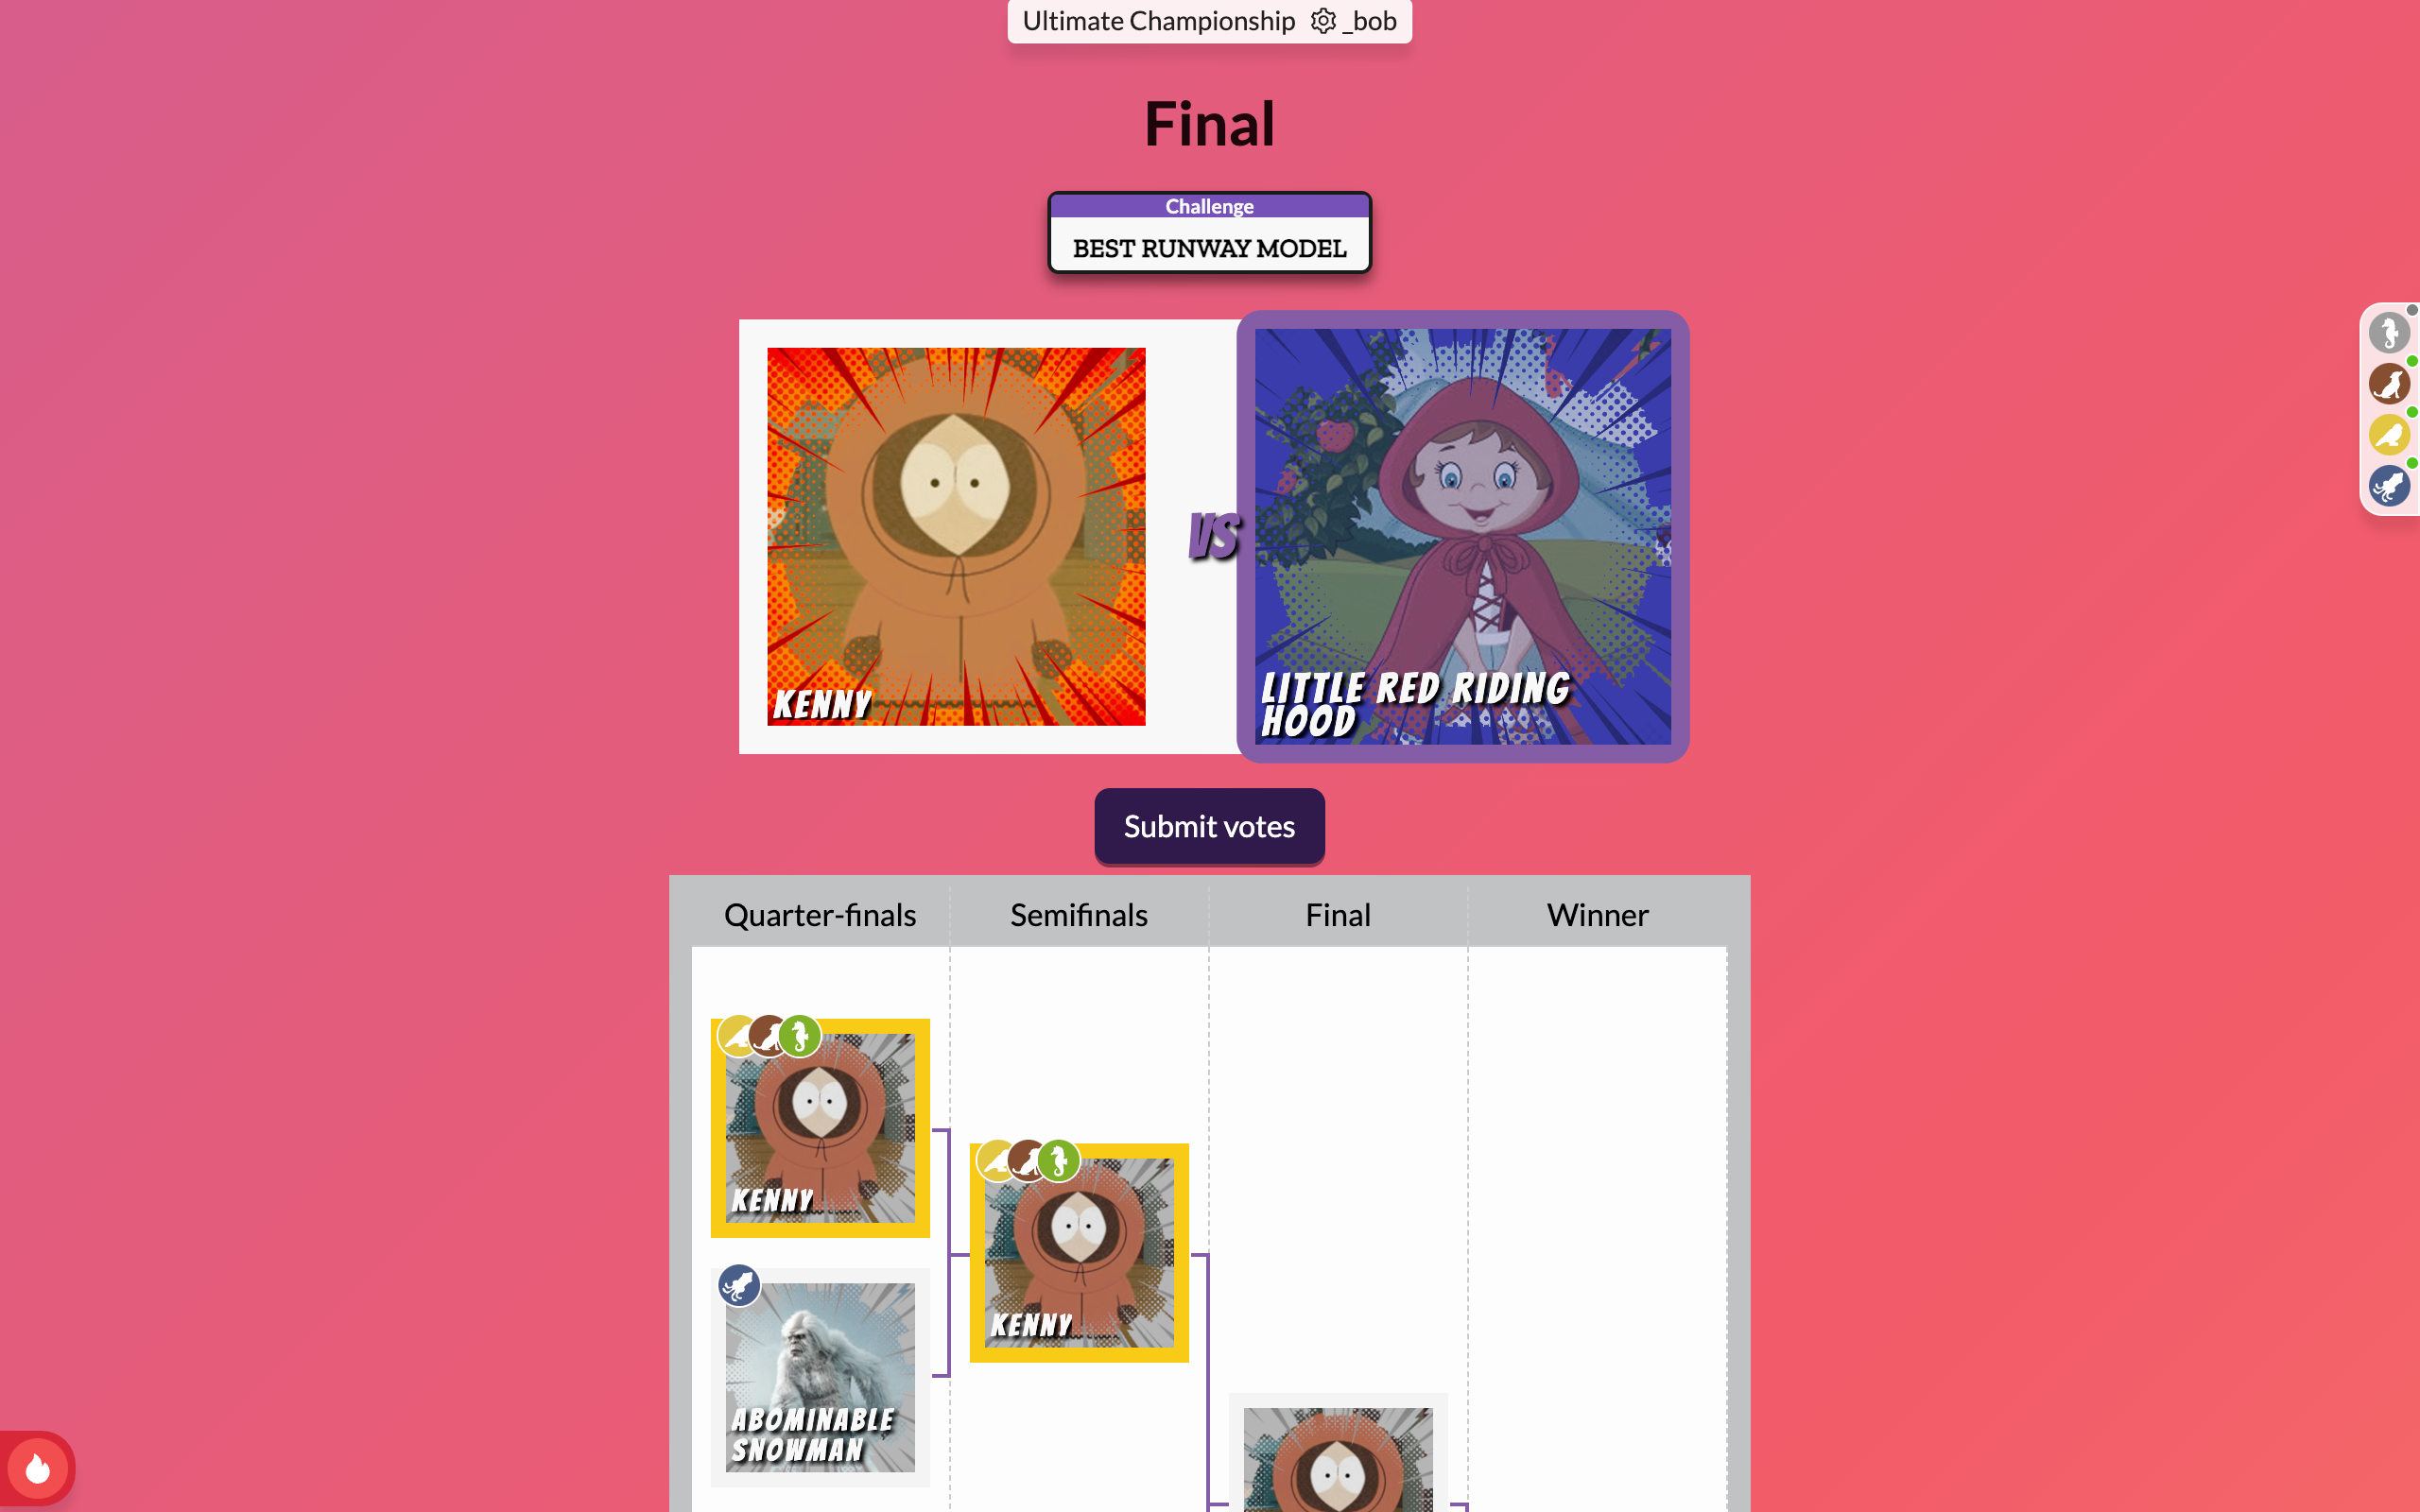 Ultimate Championship _bob
Final
Challenge
BEST RUNWAY MODEL
KENNY
VS
LITTLE RED RIDING
HOOD
Submit votes
Quarter-finals Semifinals Final Winner
KENNY
KENNY
ABOMINABLE
SNOWMAN